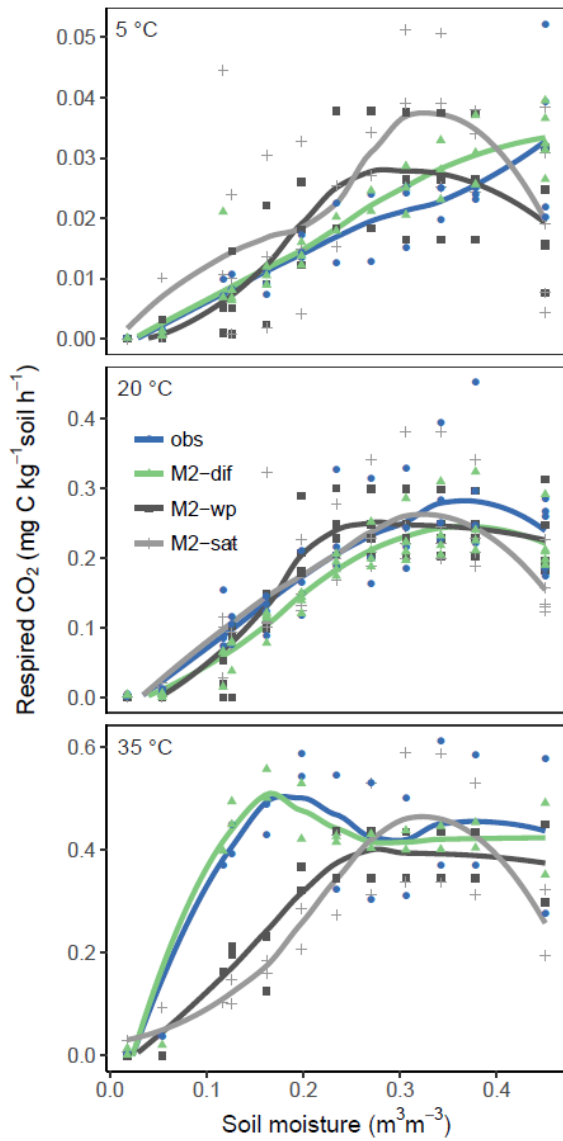 5 °C
0.05
0.04
0.03
0.02
0.01
0.00
20 °C
obs
M2−dif
M2−wp
M2−sat
0.4
0.3
0.2
0.1
0.0
35 °C
0.6
0.4
0.2
0.0
0.0 0.1 0.2 0.3 0.4
Respired CO₂ (mg C kg⁻¹soil h⁻¹)
Soil moisture (m³m⁻³)